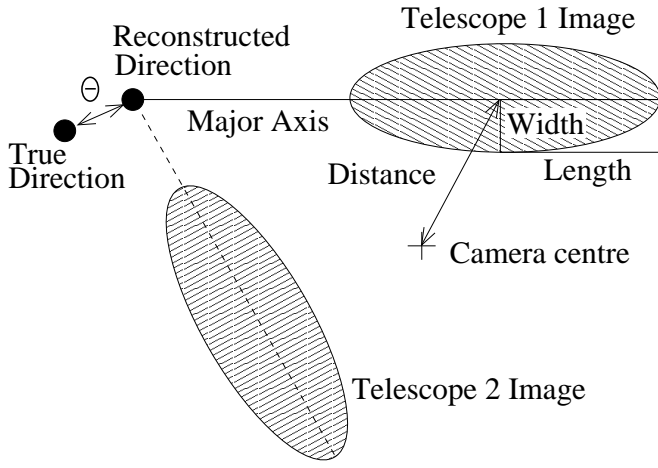 Telescope 1 Image
Reconstructed
Direction
Θ
Major Axis
Width
True
Direction
Distance
Length
Camera centre
Telescope 2 Image